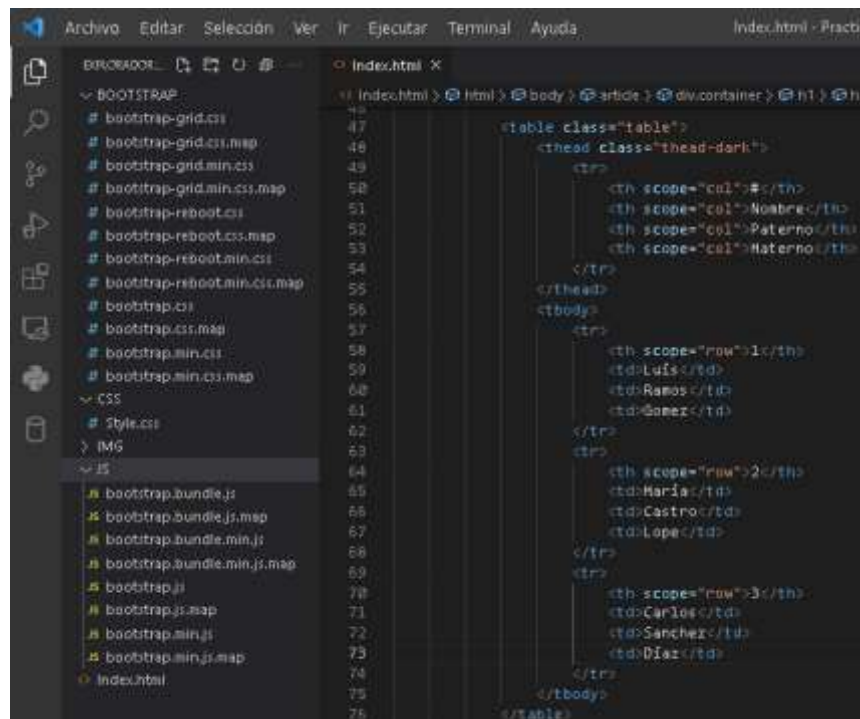 Archivo Editar Selección Ver Ir Ejecutar Terminal Ayuda Index.html - Practi
EXPLORADOR...
BOOTSTRAP
# bootstrap-grid.css
# bootstrap-grid.css.map
# bootstrap-grid.min.css
# bootstrap-grid.min.css.map
# bootstrap-reboot.css
# bootstrap-reboot.css.map
# bootstrap-reboot.min.css
# bootstrap-reboot.min.css.map
# bootstrap.css
# bootstrap.css.map
# bootstrap.min.css
# bootstrap.min.css.map
CSS
# Style.css
IMG
JS
JS bootstrap.bundle.js
JS bootstrap.bundle.js.map
JS bootstrap.bundle.min.js
JS bootstrap.bundle.min.js.map
JS bootstrap.js
JS bootstrap.js.map
JS bootstrap.min.js
JS bootstrap.min.js.map
<> Index.html
<> Index.html ×
<> Index.html > html > body > article > div.container > h1 > h
46
47 <table class="table">
48 <thead class="thead-dark">
49 <tr>
50 <th scope="col">#</th>
51 <th scope="col">Nombre</th>
52 <th scope="col">Paterno</th>
53 <th scope="col">Materno</th>
54 </tr>
55 </thead>
56 <tbody>
57 <tr>
58 <th scope="row">1</th>
59 <td>Luis</td>
60 <td>Ramos</td>
61 <td>Gomez</td>
62 </tr>
63 <tr>
64 <th scope="row">2</th>
65 <td>María</td>
66 <td>Castro</td>
67 <td>Lope</td>
68 </tr>
69 <tr>
70 <th scope="row">3</th>
71 <td>Carlos</td>
72 <td>Sanchez</td>
73 <td>Díaz</td>
74 </tr>
75 </tbody>
76 </table>